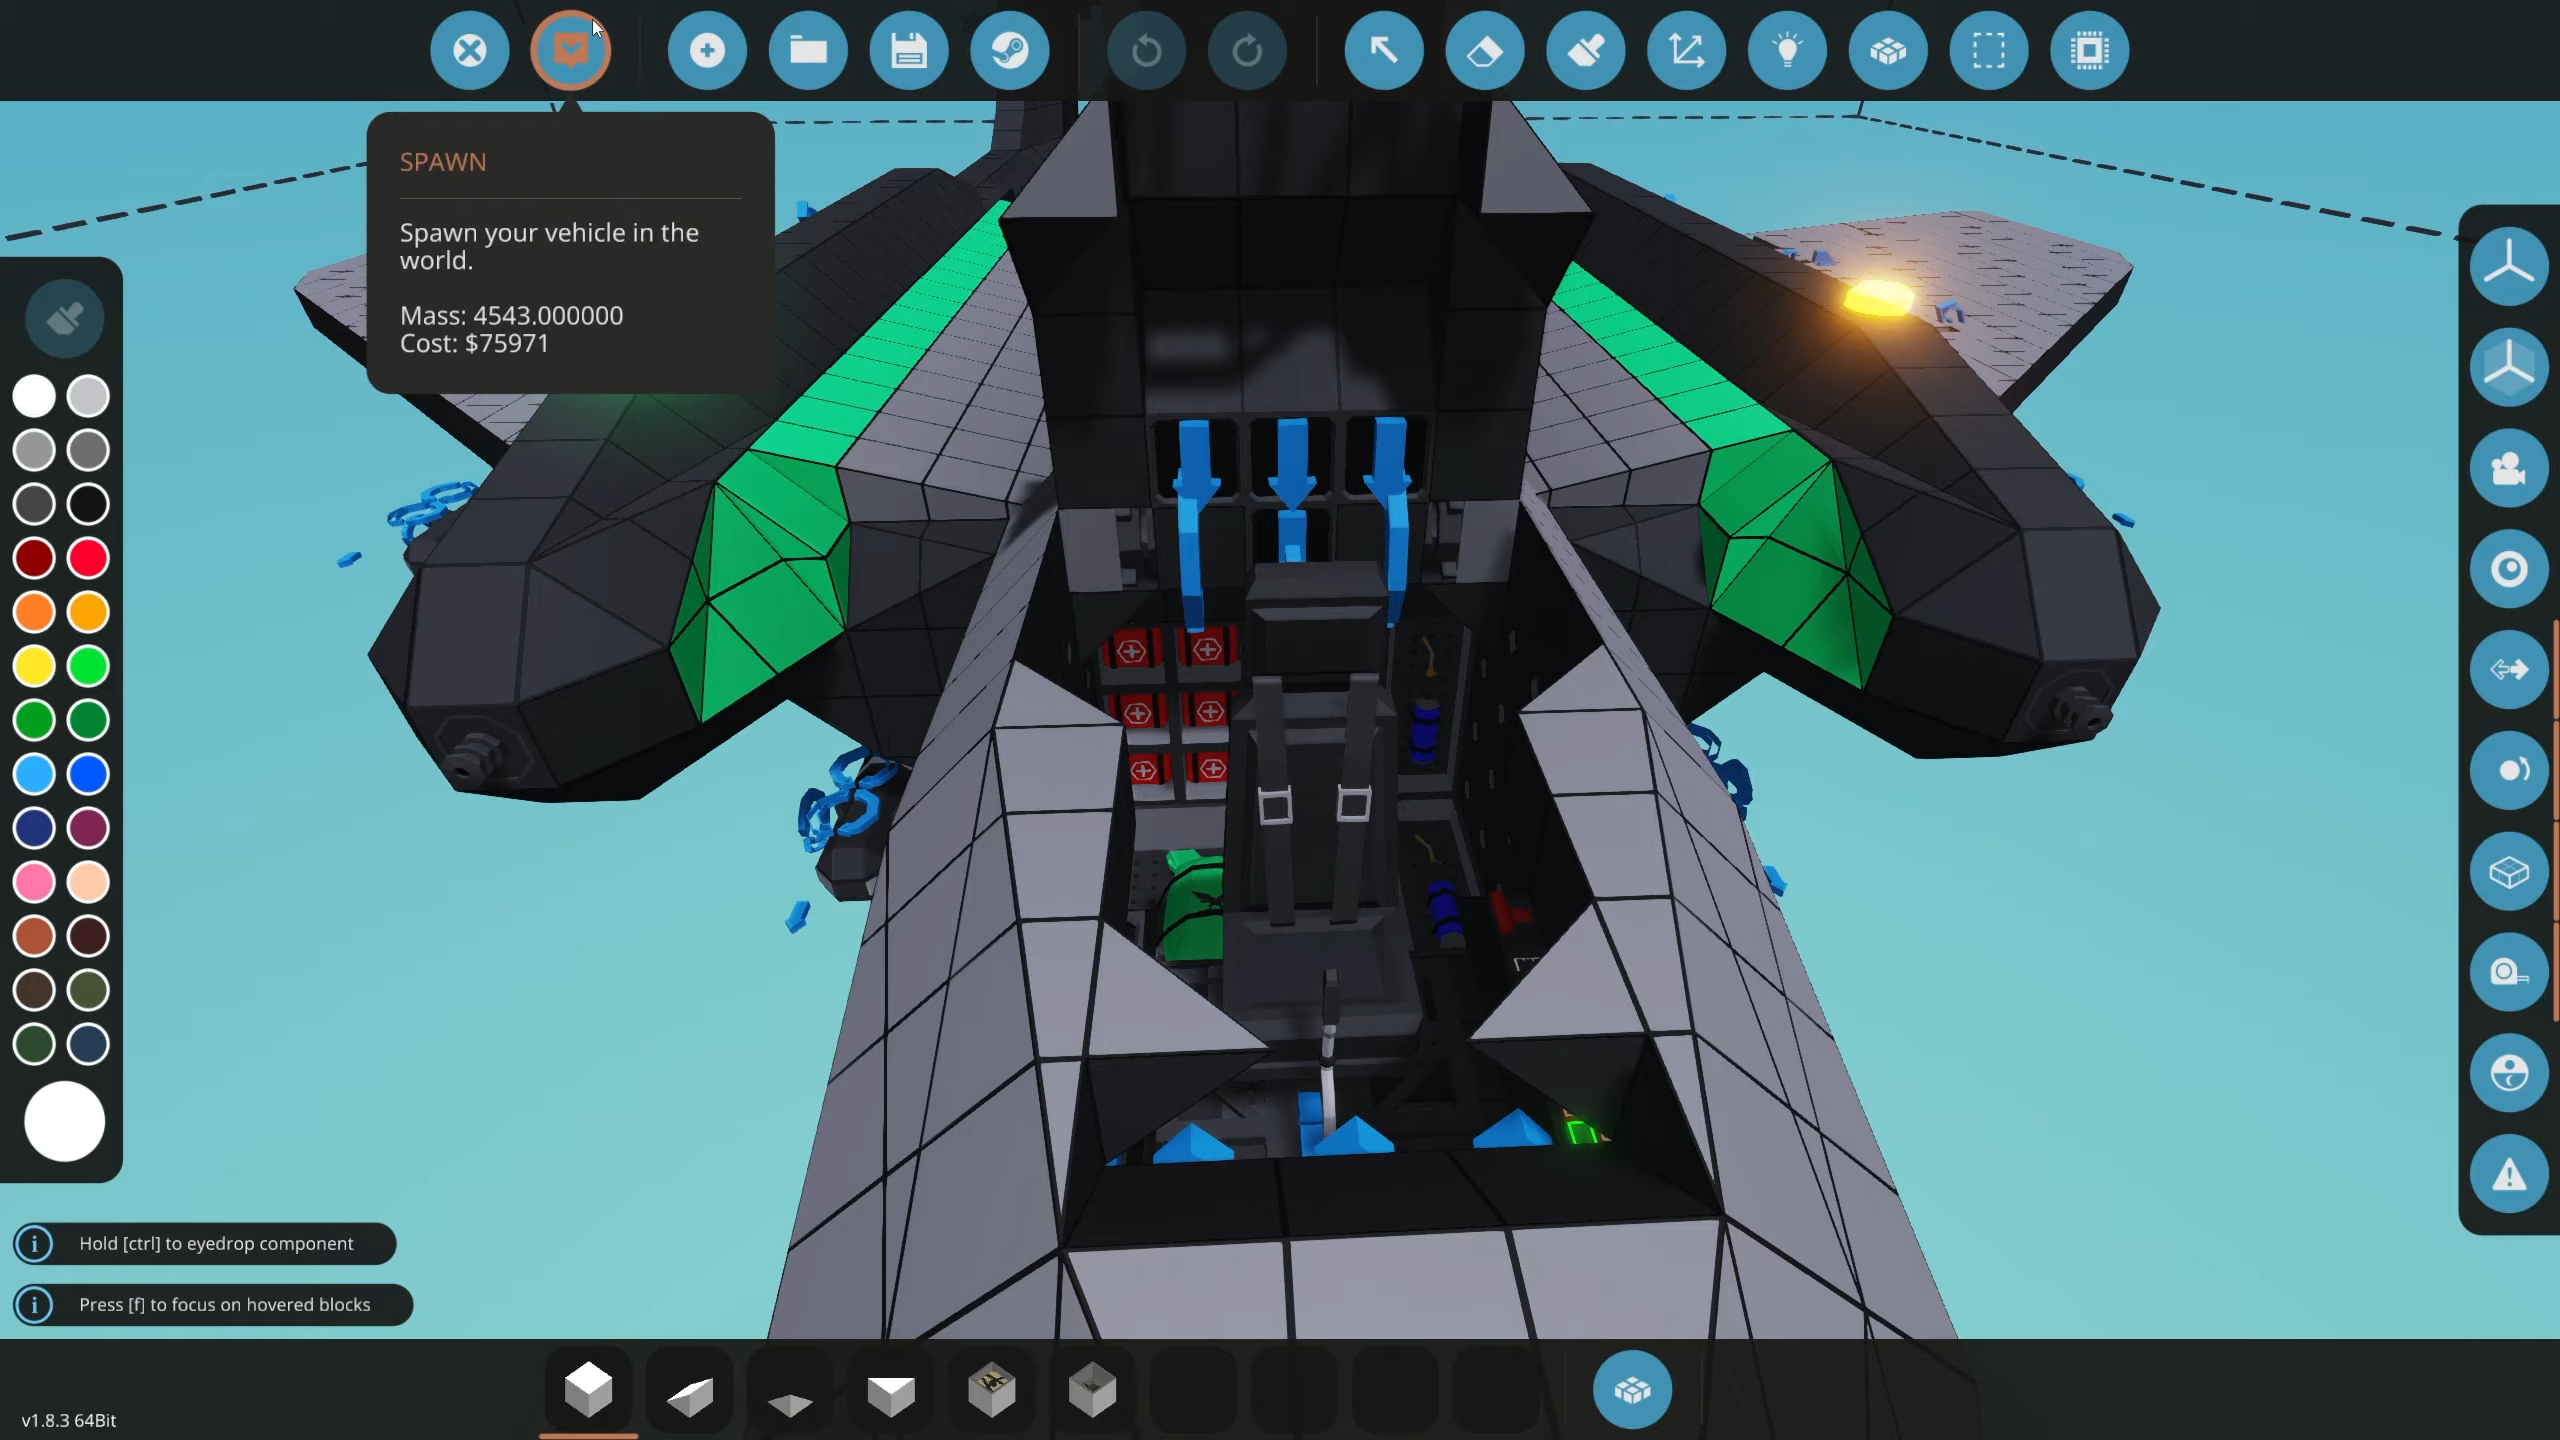 SPAWN
Spawn your vehicle in the
world.
Mass: 4543.000000
Cost: $75971
Hold [ctrl] to eyedrop component
Press [f] to focus on hovered blocks
v1.8.3 64Bit